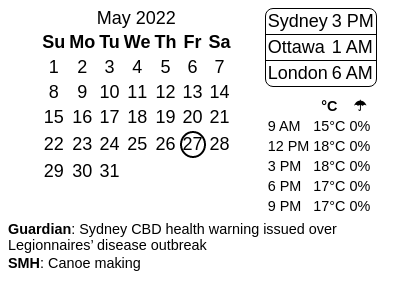 May 2022
Su Mo Tu We Th Fr Sa
1 2 3 4 5 6 7
8 9 10 11 12 13 14
15 16 17 18 19 20 21
22 23 24 25 26 27 28
29 30 31
Sydney 3 PM
Ottawa 1 AM
London 6 AM
°C ☂
9 AM 15°C 0%
12 PM 18°C 0%
3 PM 18°C 0%
6 PM 17°C 0%
9 PM 17°C 0%
Guardian: Sydney CBD health warning issued over
Legionnaires’ disease outbreak
SMH: Canoe making